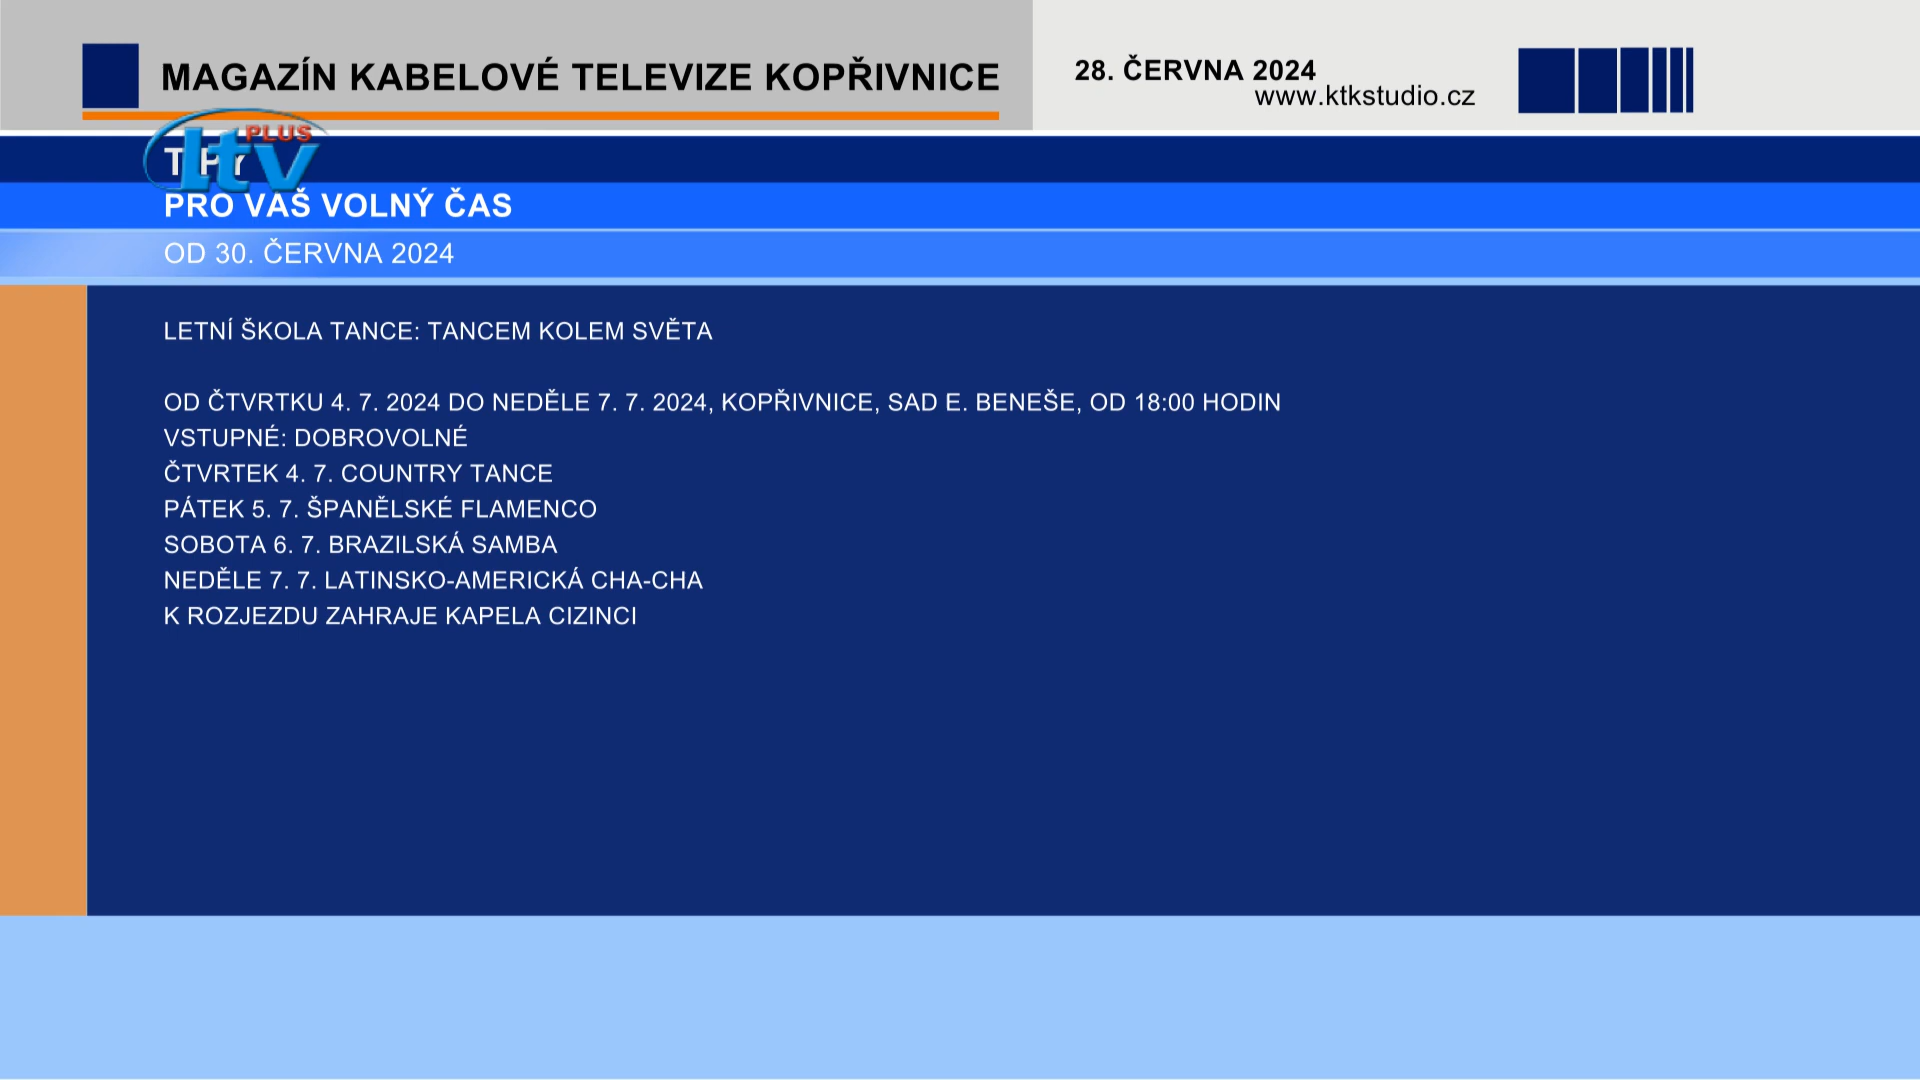 MAGAZÍN KABELOVÉ TELEVIZE KOPŘIVNICE
28. ČERVNA 2024
www.ktkstudio.cz
PLUS
ltv
TIPY
PRO VÁŠ VOLNÝ ČAS
OD 30. ČERVNA 2024
LETNÍ ŠKOLA TANCE: TANCEM KOLEM SVĚTA
OD ČTVRTKU 4. 7. 2024 DO NEDĚLE 7. 7. 2024, KOPŘIVNICE, SAD E. BENEŠE, OD 18:00 HODIN
VSTUPNÉ: DOBROVOLNÉ
ČTVRTEK 4. 7. COUNTRY TANCE
PÁTEK 5. 7. ŠPANĚLSKÉ FLAMENCO
SOBOTA 6. 7. BRAZILSKÁ SAMBA
NEDĚLE 7. 7. LATINSKO-AMERICKÁ CHA-CHA
K ROZJEZDU ZAHRAJE KAPELA CIZINCI